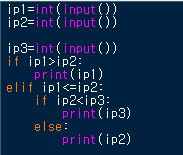 ip1=int(input())
ip2=int(input())

ip3=int(input())
if ip1>ip2:
    print(ip1)
elif ip1<=ip2:
    if ip2<ip3:
        print(ip3)
    else:
        print(ip2)